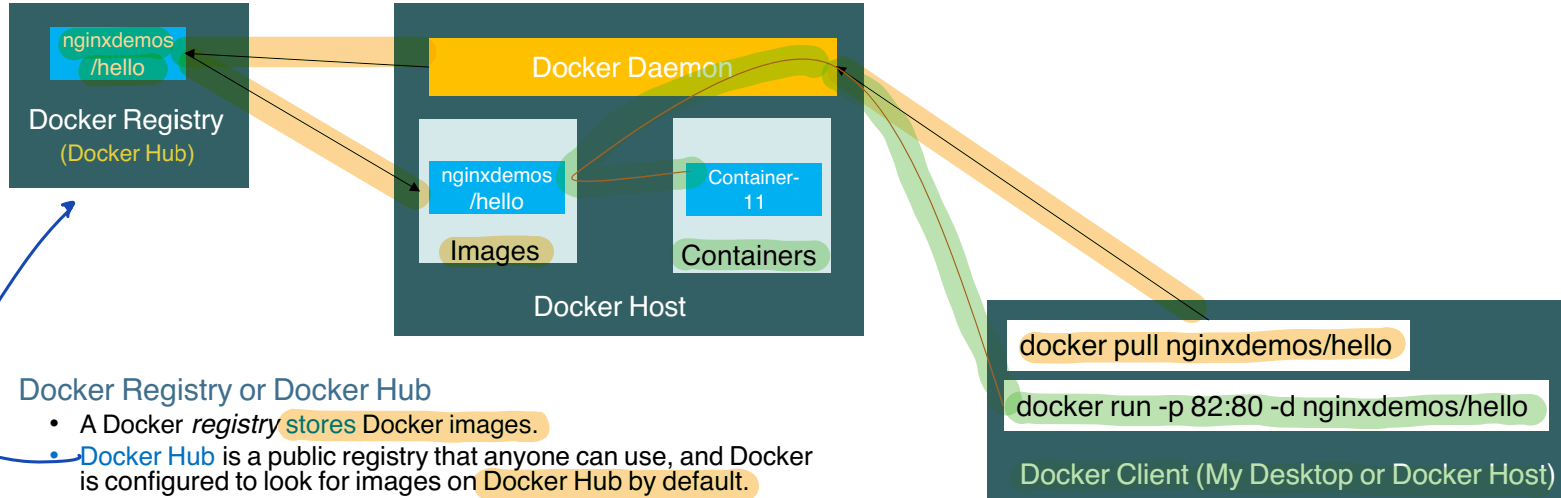 nginxdemos
/hello
Docker Registry
(Docker Hub)
Docker Daemon
nginxdemos
/hello
Images
Container-
11
Containers
Docker Host
docker pull nginxdemos/hello
docker run -p 82:80 -d nginxdemos/hello
Docker Client (My Desktop or Docker Host)
Docker Registry or Docker Hub
• A Docker registry stores Docker images.
• Docker Hub is a public registry that anyone can use, and Docker
is configured to look for images on Docker Hub by default.